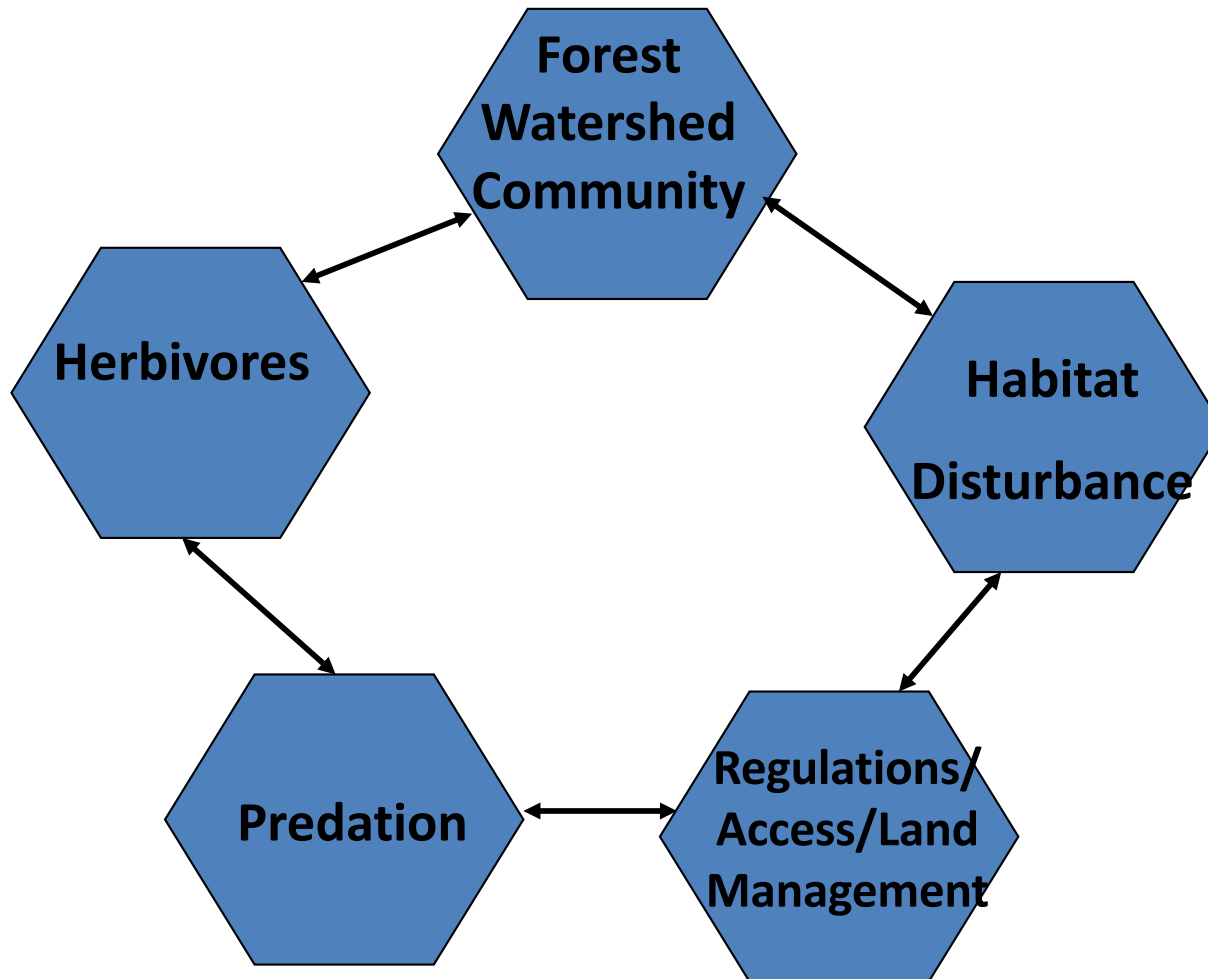 Forest
Watershed
Community
Herbivores
Habitat
Disturbance
Predation
Regulations/
Access/Land
Management